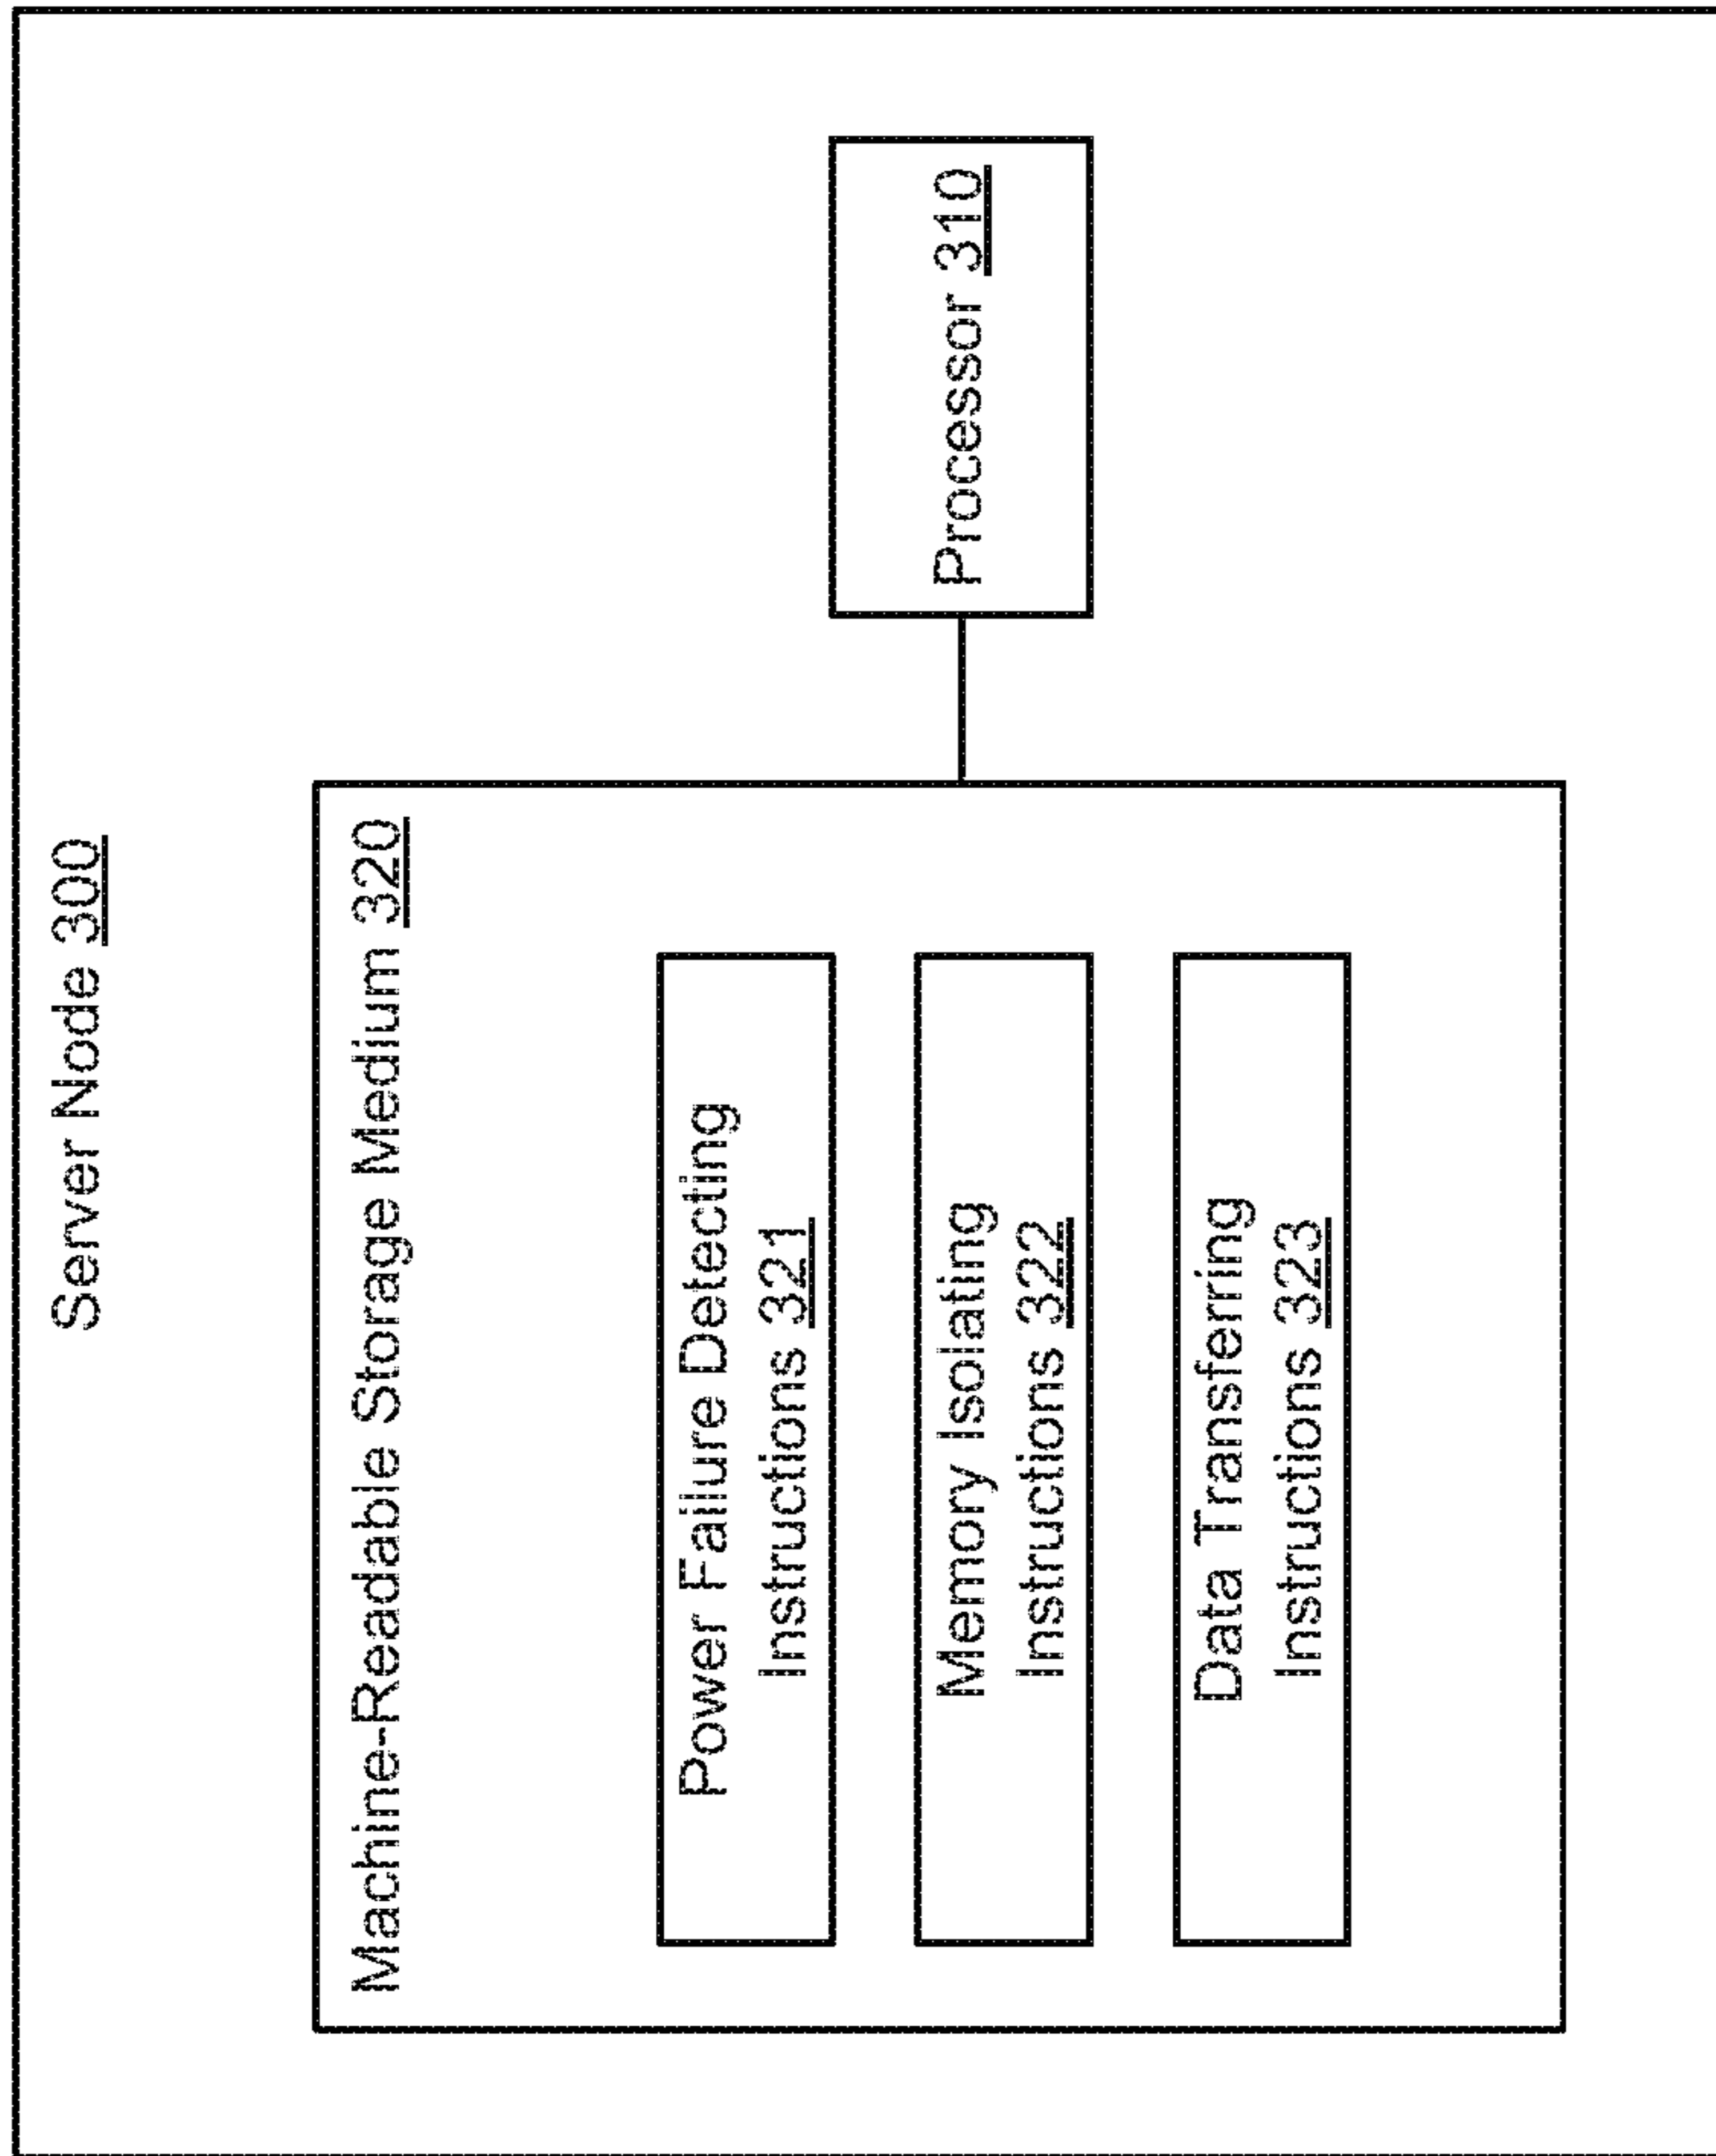 Server Node 300
Machine-Readable Storage Medium 320
Power Failure Detecting
Instructions 321
Memory Isolating
Instructions 322
Data Transferring
Instructions 323
Processor 310